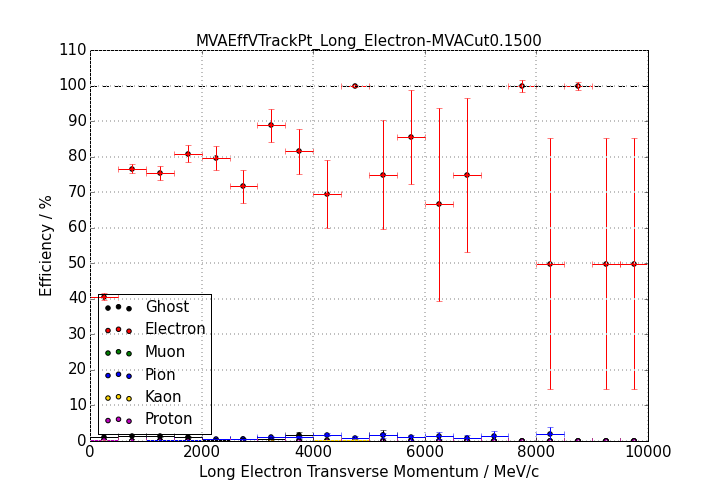 MVAEffVTrackPt_Long_Electron-MVACut0.1500
110
100
90
80
70
60
50
40
30
20
10
0
Efficiency / %
Ghost
Electron
Muon
Pion
Kaon
Proton
0 2000 4000 6000 8000 10000
Long Electron Transverse Momentum / MeV/c